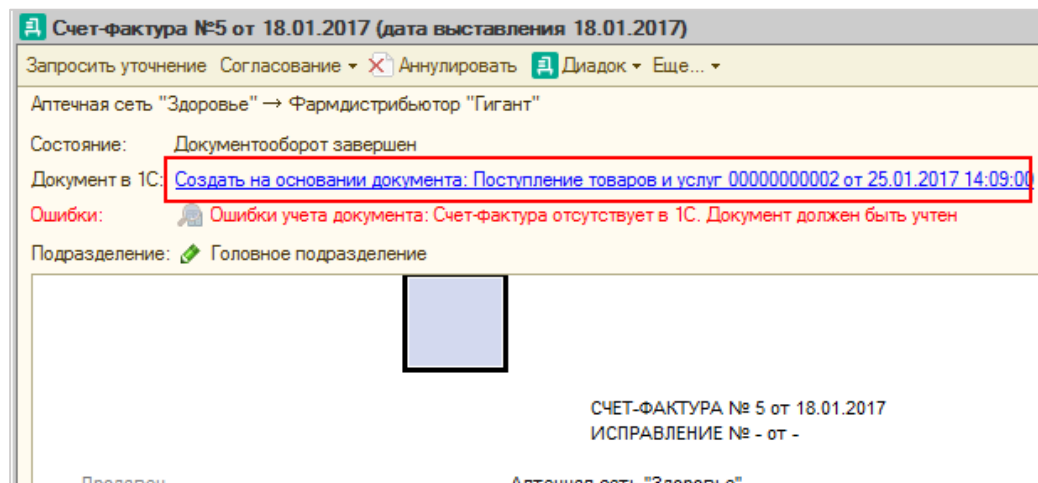 Счет-фактура №5 от 18.01.2017 (дата выставления 18.01.2017)
Запросить уточнение Согласование Аннулировать Диадок Еще...
Аптечная сеть "Здоровье" → Фармдистрибьютор "Гигант"
Состояние: Документооборот завершен
Документ в 1С: Создать на основании документа: Поступление товаров и услуг 00000000002 от 25.01.2017 14:09:00
Ошибки: Ошибки учета документа: Счет-фактура отсутствует в 1С. Документ должен быть учтен
Подразделение: Головное подразделение
СЧЕТ-ФАКТУРА № 5 от 18.01.2017
ИСПРАВЛЕНИЕ № - от -
Продавец Аптечная сеть "Здоровье"